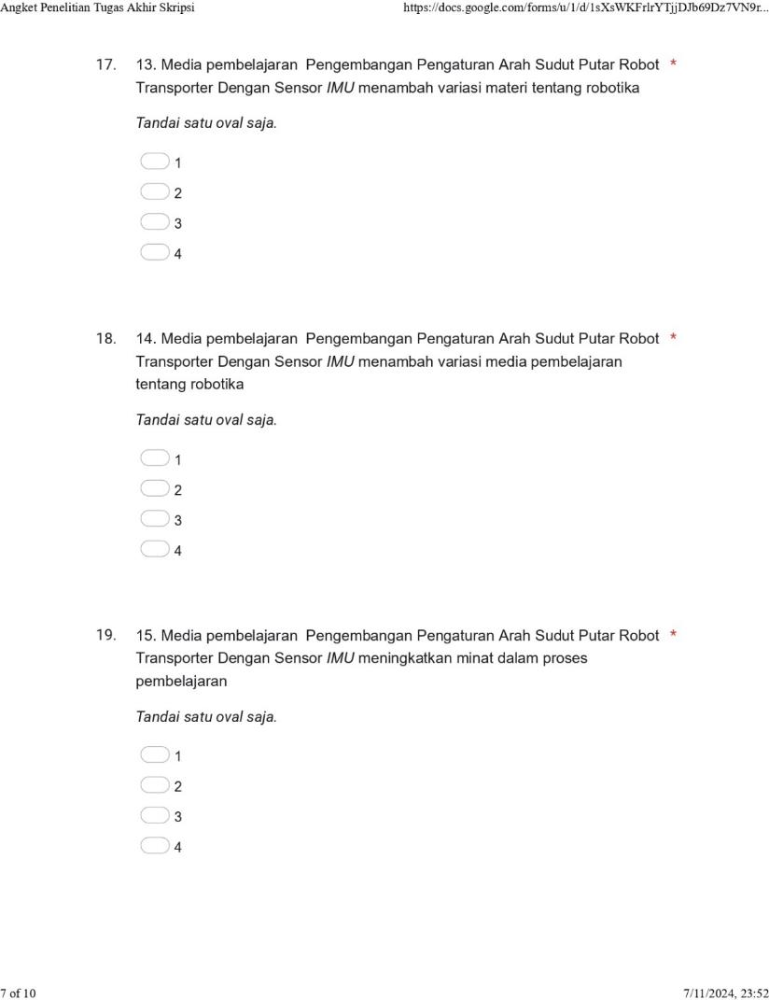 Angket Penelitian Tugas Akhir Skripsi https://docs.google.com/forms/u/1/d/1sXsWKFrlrYTjjDJb69Dz7VN9r...
17. 13. Media pembelajaran Pengembangan Pengaturan Arah Sudut Putar Robot *
Transporter Dengan Sensor IMU menambah variasi materi tentang robotika
Tandai satu oval saja.
1
2
3
4
18. 14. Media pembelajaran Pengembangan Pengaturan Arah Sudut Putar Robot *
Transporter Dengan Sensor IMU menambah variasi media pembelajaran
tentang robotika
Tandai satu oval saja.
1
2
3
4
19. 15. Media pembelajaran Pengembangan Pengaturan Arah Sudut Putar Robot *
Transporter Dengan Sensor IMU meningkatkan minat dalam proses
pembelajaran
Tandai satu oval saja.
1
2
3
4
7 of 10 7/11/2024, 23:52